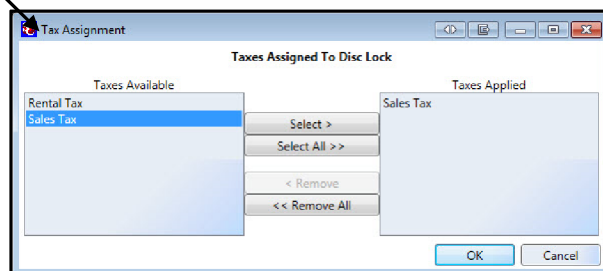 Tax Assignment
Taxes Assigned To Disc Lock
Taxes Available
Taxes Applied
Rental Tax
Sales Tax
Sales Tax
Select >
Select All >>
< Remove
<< Remove All
OK
Cancel